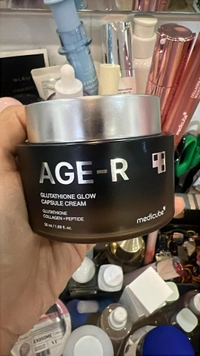 AGE-R
GLUTATHIONE GLOW
CAPSULE CREAM
GLUTATHIONE
COLLAGEN + PEPTIDE
medicube